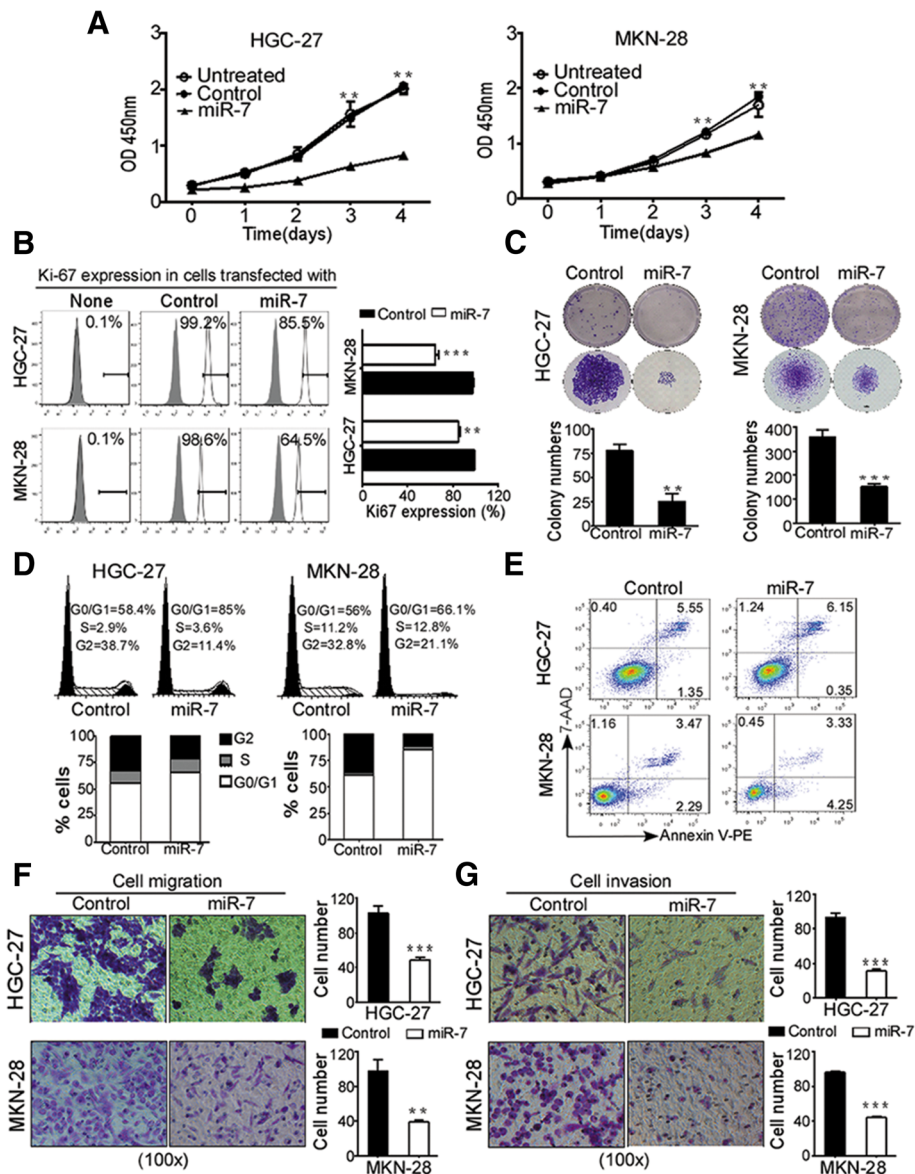 A
HGC-27
3
2
1
0
OD 450nm
Untreated
Control
miR-7
**
**
0 1 2 3 4
Time(days)
MKN-28
3
2
1
0
OD 450nm
Untreated
Control
miR-7
**
**
0 1 2 3 4
Time(days)
B
Ki-67 expression in cells transfected with
None Control miR-7
HGC-27
0.1% 99.2% 85.5%
MKN-28
0.1% 98.6% 64.5%
Control miR-7
MKN-28
***
HGC-27
**
0 40 80 120
Ki67 expression (%)
C
Control miR-7
HGC-27
Control miR-7
MKN-28
100
75
50
25
0
Colony numbers
**
Control miR-7
400
300
200
100
0
Colony numbers
***
Control miR-7
D
HGC-27
G0/G1=58.4%
S=2.9%
G2=38.7%
G0/G1=85%
S=3.6%
G2=11.4%
Control miR-7
MKN-28
G0/G1=56%
S=11.2%
G2=32.8%
G0/G1=66.1%
S=12.8%
G2=21.1%
Control miR-7
100
75
50
25
0
% cells
Control miR-7
G2
S
G0/G1
100
75
50
25
0
% cells
Control miR-7
E
Control miR-7
HGC-27
0.40 5.55
1.35
1.24 6.15
0.35
MKN-28
1.16 3.47
2.29
0.45 3.33
4.25
7-AAD
Annexin V-PE
F
Cell migration
Control miR-7
HGC-27
MKN-28
(100x)
120
80
40
0
Cell number
***
HGC-27
Control miR-7
120
80
40
0
Cell number
**
MKN-28
G
Cell invasion
Control miR-7
HGC-27
MKN-28
(100x)
120
80
40
0
Cell number
***
HGC-27
Control miR-7
120
80
40
0
Cell number
***
MKN-28